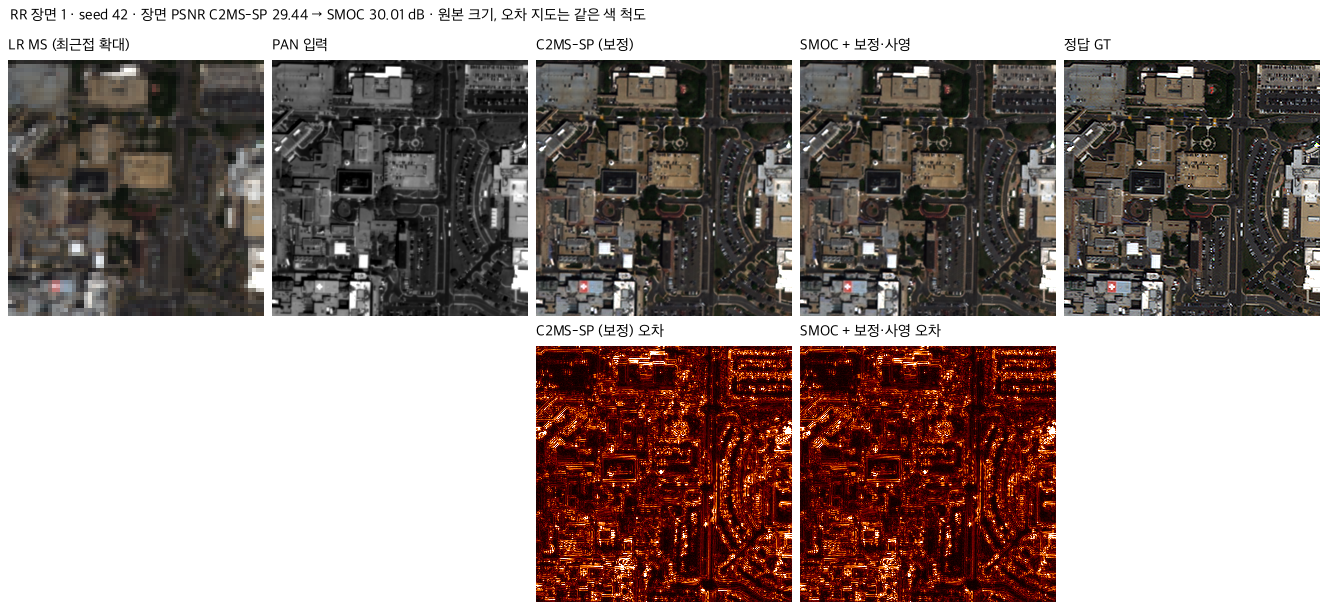 RR 장면 1 · seed 42 · 장면 PSNR C2MS-SP 29.44 → SMOC 30.01 dB · 원본 크기, 오차 지도는 같은 색 척도
LR MS (최근접 확대)
PAN 입력
C2MS-SP (보정)
SMOC + 보정·사영
정답 GT
C2MS-SP (보정) 오차
SMOC + 보정·사영 오차